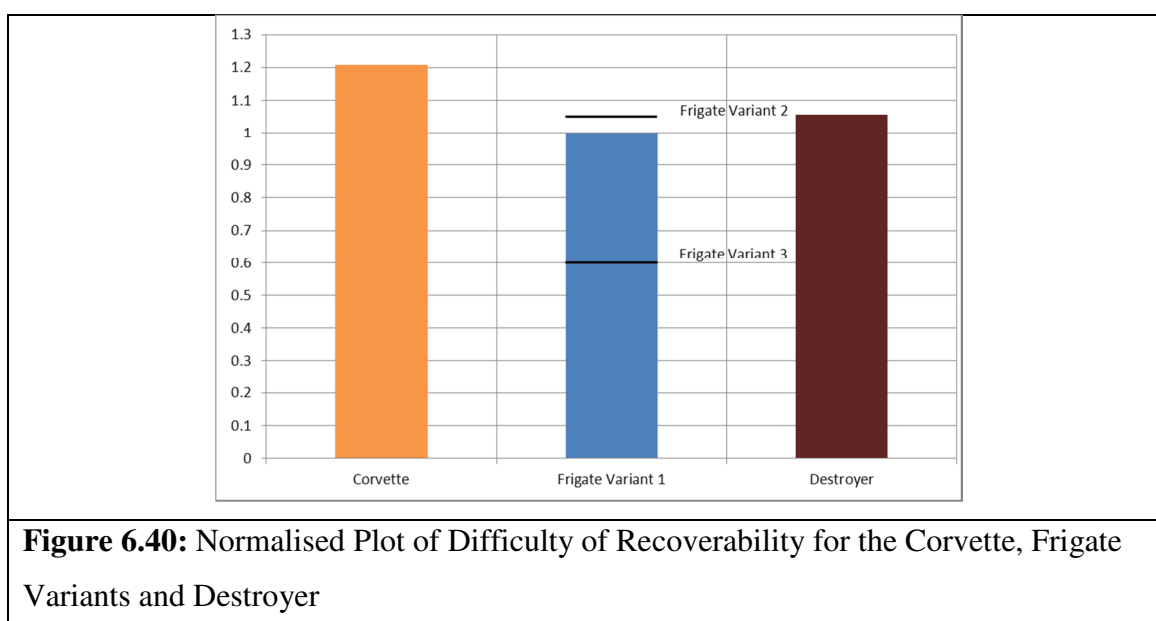 1.3
1.2
1.1
1
0.9
0.8
0.7
0.6
0.5
0.4
0.3
0.2
0.1
0
Frigate Variant 2
Frigate Variant 3
Corvette
Frigate Variant 1
Destroyer
Figure 6.40: Normalised Plot of Difficulty of Recoverability for the Corvette, Frigate
Variants and Destroyer